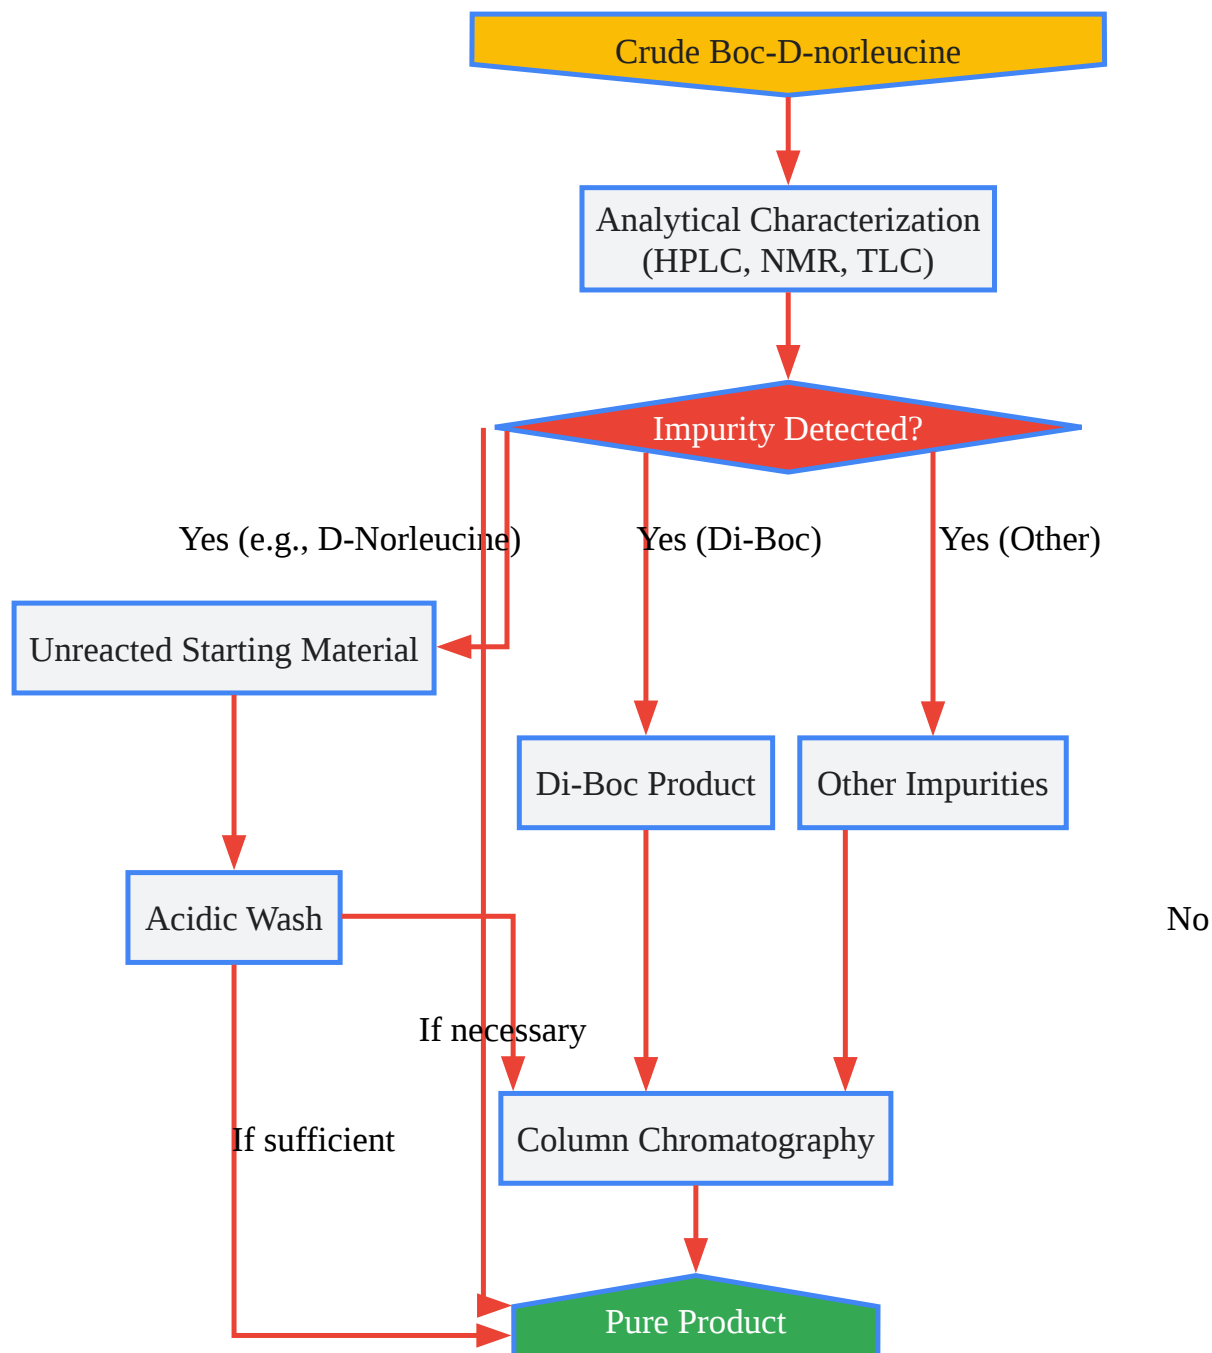 Crude Boc-D-norleucine
Analytical Characterization
(HPLC, NMR, TLC)
Impurity Detected?
Yes (e.g., D-Norleucine)
Yes (Di-Boc)
Yes (Other)
Unreacted Starting Material
Di-Boc Product
Other Impurities
Acidic Wash
No
If necessary
If sufficient
Column Chromatography
Pure Product